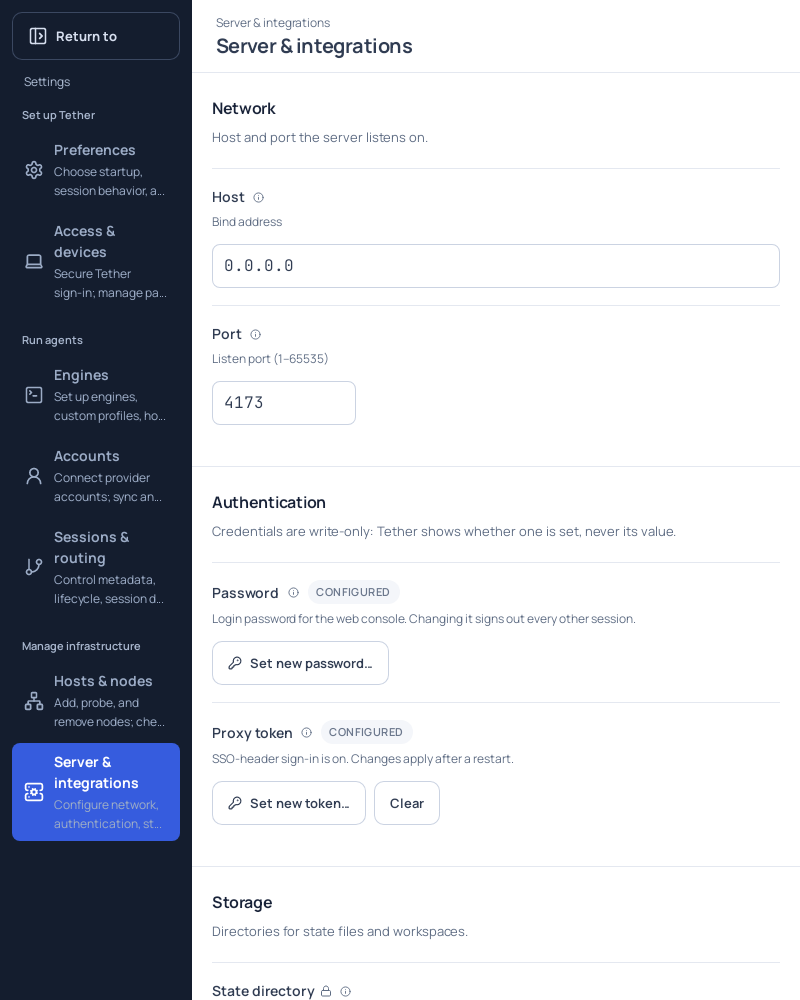 Return to
Settings
Set up Tether
Preferences
Choose startup,
session behavior, a...
Access &
devices
Secure Tether
sign-in; manage pa...
Run agents
Engines
Set up engines,
custom profiles, ho...
Accounts
Connect provider
accounts; sync an...
Sessions &
routing
Control metadata,
lifecycle, session d...
Manage infrastructure
Hosts & nodes
Add, probe, and
remove nodes; che...
Server &
integrations
Configure network,
authentication, st...
Server & integrations
Server & integrations
Network
Host and port the server listens on.
Host
Bind address
0.0.0.0
Port
Listen port (1–65535)
4173
Authentication
Credentials are write-only: Tether shows whether one is set, never its value.
Password CONFIGURED
Login password for the web console. Changing it signs out every other session.
Set new password...
Proxy token CONFIGURED
SSO-header sign-in is on. Changes apply after a restart.
Set new token... Clear
Storage
Directories for state files and workspaces.
State directory